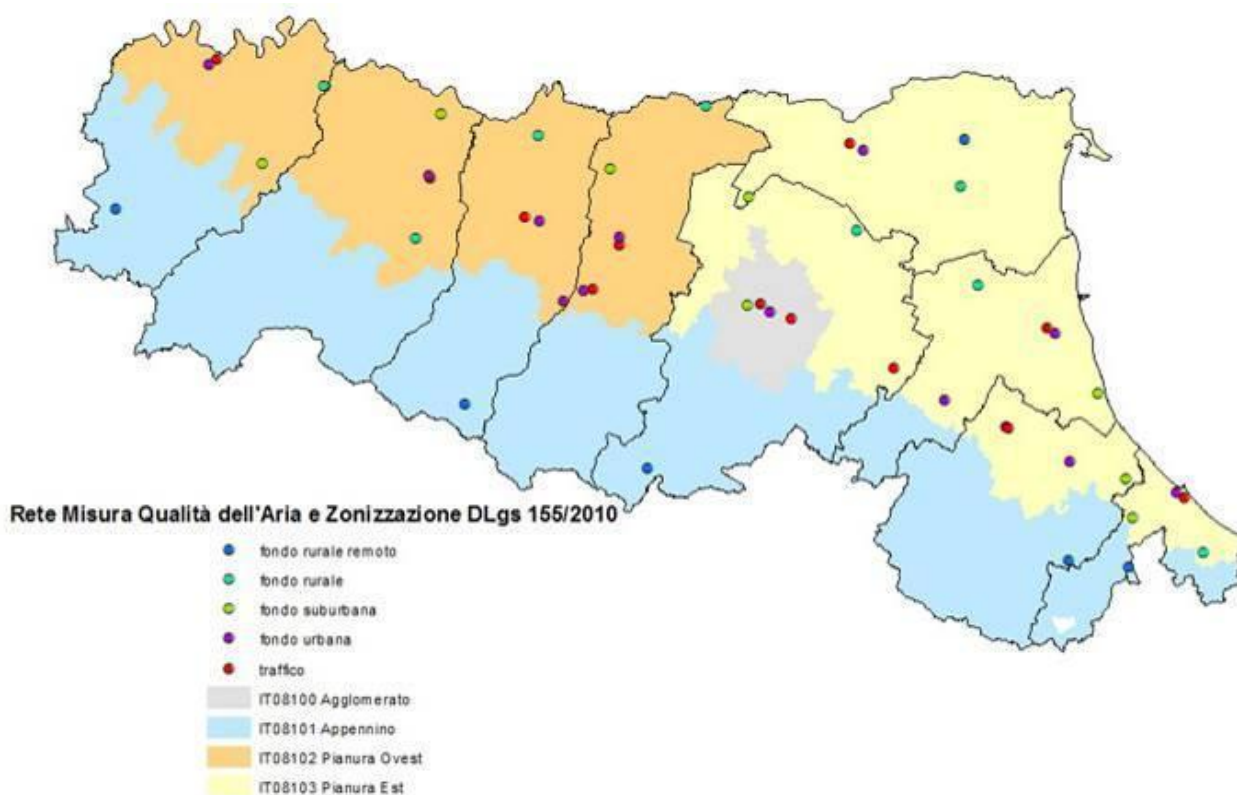 Rete Misura Qualità dell'Aria e Zonizzazione DLgs 155/2010
fondo rurale remoto
fondo rurale
fondo suburbana
fondo urbana
traffico
IT08100 Agglomerato
IT08101 Appennino
IT08102 Pianura Ovest
IT08103 Pianura Est